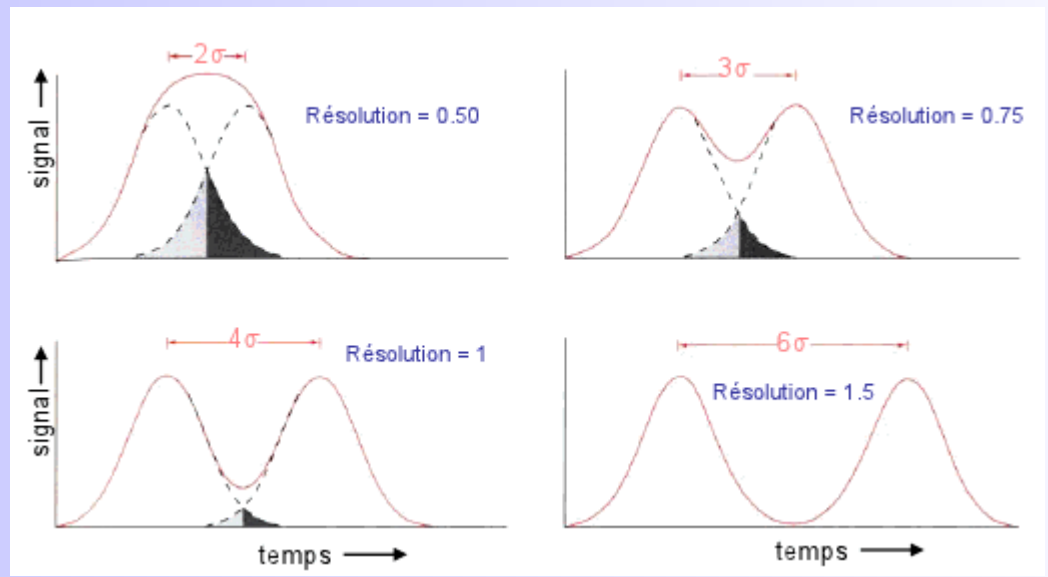 2σ
signal
Résolution = 0.50
3σ
Résolution = 0.75
4σ
signal
Résolution = 1
temps
6σ
Résolution = 1.5
temps